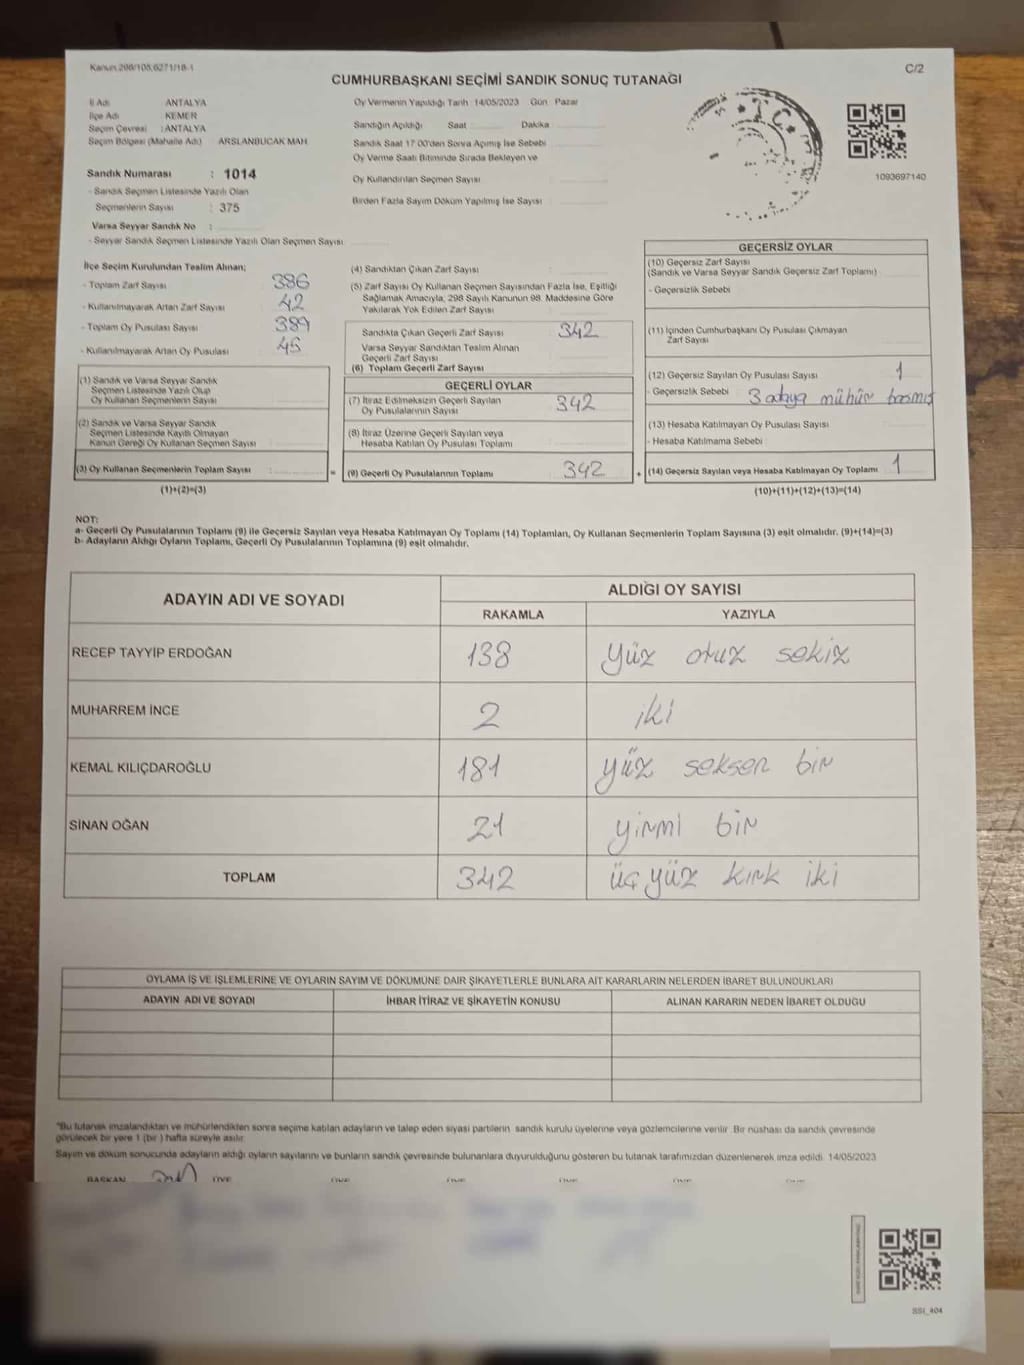 Kanun 298/105,6271/18-1
C/2
CUMHURBAŞKANI SEÇİMİ SANDIK SONUÇ TUTANAĞI
İl Adı ANTALYA
İlçe Adı KEMER
Seçim Çevresi : ANTALYA
Seçim Bölgesi (Mahalle Adı) ARSLANBUCAK MAH.
Oy Vermenin Yapıldığı Tarih 14/05/2023 Gün Pazar
Sandığın Açıldığı Saat Dakika
Sandık Saat 17.00'den Sonra Açılmış İse Sebebi
Oy Verme Saati Bitiminde Sırada Bekleyen ve
Oy Kullandırılan Seçmen Sayısı
Birden Fazla Sayım Döküm Yapılmış İse Sayısı
T.C.
1093697140
Sandık Numarası : 1014
- Sandık Seçmen Listesinde Yazılı Olan
Seçmenlerin Sayısı : 375
Varsa Seyyar Sandık No :
- Seyyar Sandık Seçmen Listesinde Yazılı Olan Seçmen Sayısı
İlçe Seçim Kurulundan Teslim Alınan;
- Toplam Zarf Sayısı : 386
- Kullanılmayarak Artan Zarf Sayısı : 42
- Toplam Oy Pusulası Sayısı : 389
- Kullanılmayarak Artan Oy Pusulası : 45
(1) Sandık ve Varsa Seyyar Sandık
Seçmen Listesinde Yazılı Olup
Oy Kullanan Seçmenlerin Sayısı :
(2) Sandık ve Varsa Seyyar Sandık
Seçmen Listesinde Kayıtlı Olmayan
Kanun Gereği Oy Kullanan Seçmen Sayısı :
(3) Oy Kullanan Seçmenlerin Toplam Sayısı :
(1)+(2)=(3)
=
(4) Sandıktan Çıkan Zarf Sayısı :
(5) Zarf Sayısı Oy Kullanan Seçmen Sayısından Fazla İse, Eşitliği
Sağlamak Amacıyla, 298 Sayılı Kanunun 98. Maddesine Göre
Yakılarak Yok Edilen Zarf Sayısı :
Sandıkta Çıkan Geçerli Zarf Sayısı : 342
Varsa Seyyar Sandıktan Teslim Alınan
Geçerli Zarf Sayısı
(6) Toplam Geçerli Zarf Sayısı :
GEÇERLİ OYLAR
(7) İtiraz Edilmeksizin Geçerli Sayılan
Oy Pusulalarının Sayısı 342
(8) İtiraz Üzerine Geçerli Sayılan veya
Hesaba Katılan Oy Pusulası Toplamı :
(9) Geçerli Oy Pusulalarının Toplamı 342
+
GEÇERSİZ OYLAR
(10) Geçersiz Zarf Sayısı
(Sandık ve Varsa Seyyar Sandık Geçersiz Zarf Toplamı)
- Geçersizlik Sebebi :
(11) İçinden Cumhurbaşkanı Oy Pusulası Çıkmayan
Zarf Sayısı
(12) Geçersiz Sayılan Oy Pusulası Sayısı 1
- Geçersizlik Sebebi : 3 adaya mühür basmış
(13) Hesaba Katılmayan Oy Pusulası Sayısı :
- Hesaba Katılmama Sebebi :
(14) Geçersiz Sayılan veya Hesaba Katılmayan Oy Toplamı 1
(10)+(11)+(12)+(13)=(14)
NOT:
a- Geçerli Oy Pusulalarının Toplamı (9) ile Geçersiz Sayılan veya Hesaba Katılmayan Oy Toplamı (14) Toplamları, Oy Kullanan Seçmenlerin Toplam Sayısına (3) eşit olmalıdır. (9)+(14)=(3)
b- Adayların Aldığı Oyların Toplamı, Geçerli Oy Pusulalarının Toplamına (9) eşit olmalıdır.
ADAYIN ADI VE SOYADI
ALDIĞI OY SAYISI
RAKAMLA YAZIYLA
RECEP TAYYİP ERDOĞAN 138 yüz otuz sekiz
MUHARREM İNCE 2 iki
KEMAL KILIÇDAROĞLU 181 yüz seksen bir
SİNAN OĞAN 21 yirmi bir
TOPLAM 342 üç yüz kırk iki
OYLAMA İŞ VE İŞLEMLERİNE VE OYLARIN SAYIM VE DÖKÜMÜNE DAİR ŞİKAYETLERLE BUNLARA AİT KARARLARIN NELERDEN İBARET BULUNDUKLARI
ADAYIN ADI VE SOYADI İHBAR İTİRAZ VE ŞİKAYETİN KONUSU ALINAN KARARIN NEDEN İBARET OLDUĞU
"Bu tutanak imzalandıktan ve mühürlendikten sonra seçime katılan adayların ve talep eden siyasi partilerin sandık kurulu üyelerine veya gözlemcilerine verilir. Bir nüshası da sandık çevresinde
görülecek bir yere 1 (bir) hafta süreyle asılır.
Sayım ve döküm sonucunda adayların aldığı oyların sayılarını ve bunların sandık çevresinde bulunanlara duyurulduğunu gösteren bu tutanak tarafımızdan düzenlenerek imza edildi. 14/05/2023
BAŞKAN ÜYE ÜYE ÜYE ÜYE ÜYE ÜYE
SSI_404